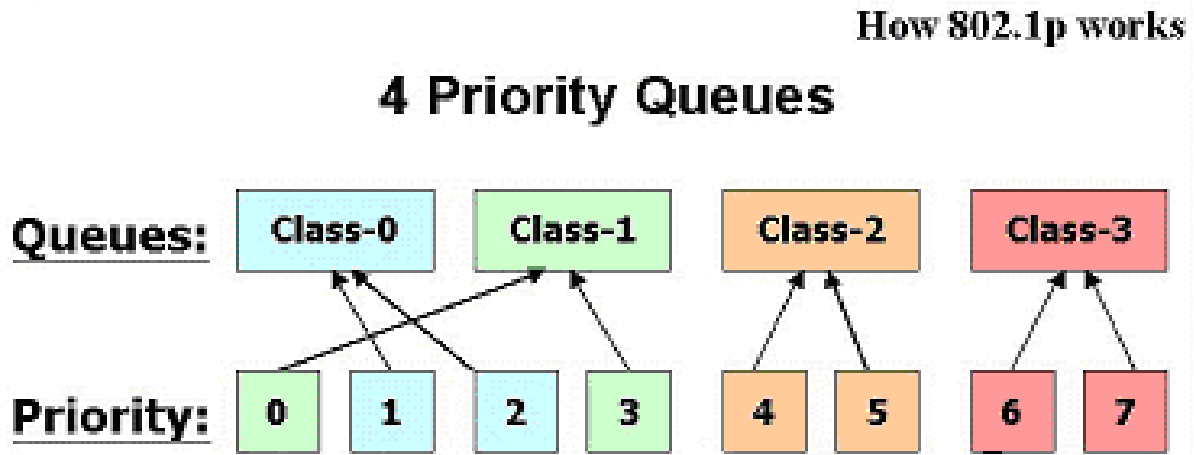 How 802.1p works
4 Priority Queues
Queues: Class-0 Class-1 Class-2 Class-3
Priority: 0 1 2 3 4 5 6 7